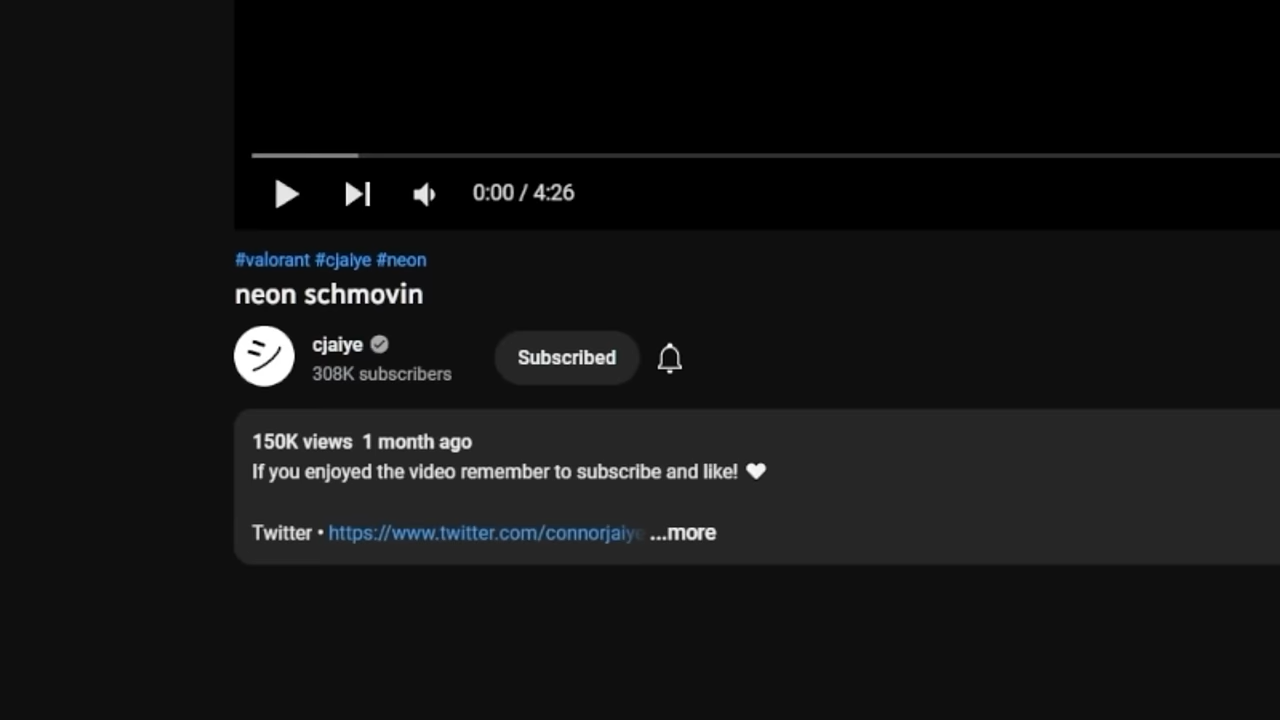 0:00 / 4:26
#valorant #cjaiye #neon
neon schmovin
シ
cjaiye
308K subscribers
Subscribed
150K views 1 month ago
If you enjoyed the video remember to subscribe and like! 🤍
Twitter • https://www.twitter.com/connorjaiye ...more